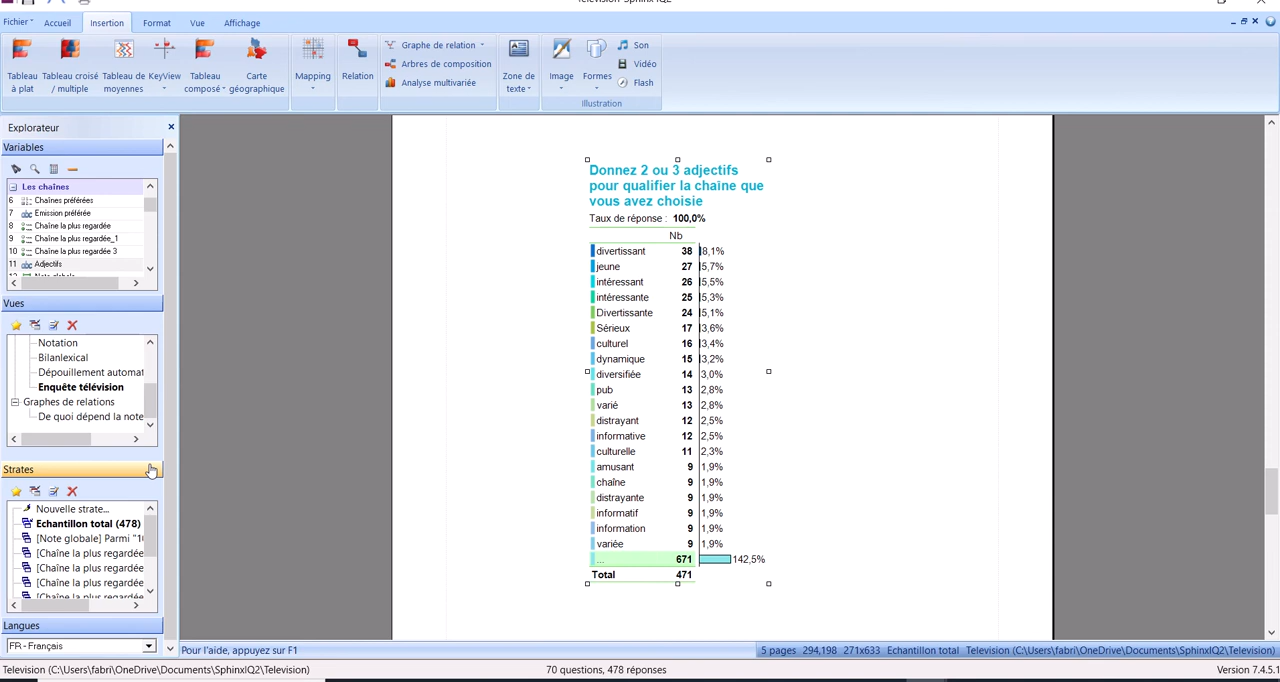 Television-SphinxIQ2
Fichier Accueil Insertion Format Vue Affichage
Tableau à plat
Tableau croisé / multiple
Tableau de moyennes
KeyView
Tableau composé
Carte géographique
Mapping
Relation
Graphe de relation
Arbres de composition
Analyse multivariée
Zone de texte
Image
Formes
Son
Vidéo
Flash
Illustration
Explorateur
Variables
Les chaînes
6 Chaînes préférées
7 Emission préférée
8 Chaîne la plus regardée
9 Chaîne la plus regardée_1
10 Chaîne la plus regardée 3
11 Adjectifs
12 Note globale
Vues
Notation
Bilanlexical
Dépouillement automat
Enquête télévision
Graphes de relations
De quoi dépend la note
Strates
Nouvelle strate...
Echantillon total (478)
[Note globale] Parmi "10
[Chaîne la plus regardée
[Chaîne la plus regardée
[Chaîne la plus regardée
[Chaîne la plus regardée
Langues
FR - Français
Donnez 2 ou 3 adjectifs
pour qualifier la chaîne que
vous avez choisie
Taux de réponse : 100,0%
Nb
divertissant 38 8,1%
jeune 27 5,7%
intéressant 26 5,5%
intéressante 25 5,3%
Divertissante 24 5,1%
Sérieux 17 3,6%
culturel 16 3,4%
dynamique 15 3,2%
diversifiée 14 3,0%
pub 13 2,8%
varié 13 2,8%
distrayant 12 2,5%
informative 12 2,5%
culturelle 11 2,3%
amusant 9 1,9%
chaîne 9 1,9%
distrayante 9 1,9%
informatif 9 1,9%
information 9 1,9%
variée 9 1,9%
... 671 142,5%
Total 471
Pour l'aide, appuyez sur F1
5 pages 294,198 271x633 Echantillon total Television (C:\Users\fabri\OneDrive\Documents\SphinxIQ2\Television)
Television (C:\Users\fabri\OneDrive\Documents\SphinxIQ2\Television) 70 questions, 478 réponses Version 7.4.5.1